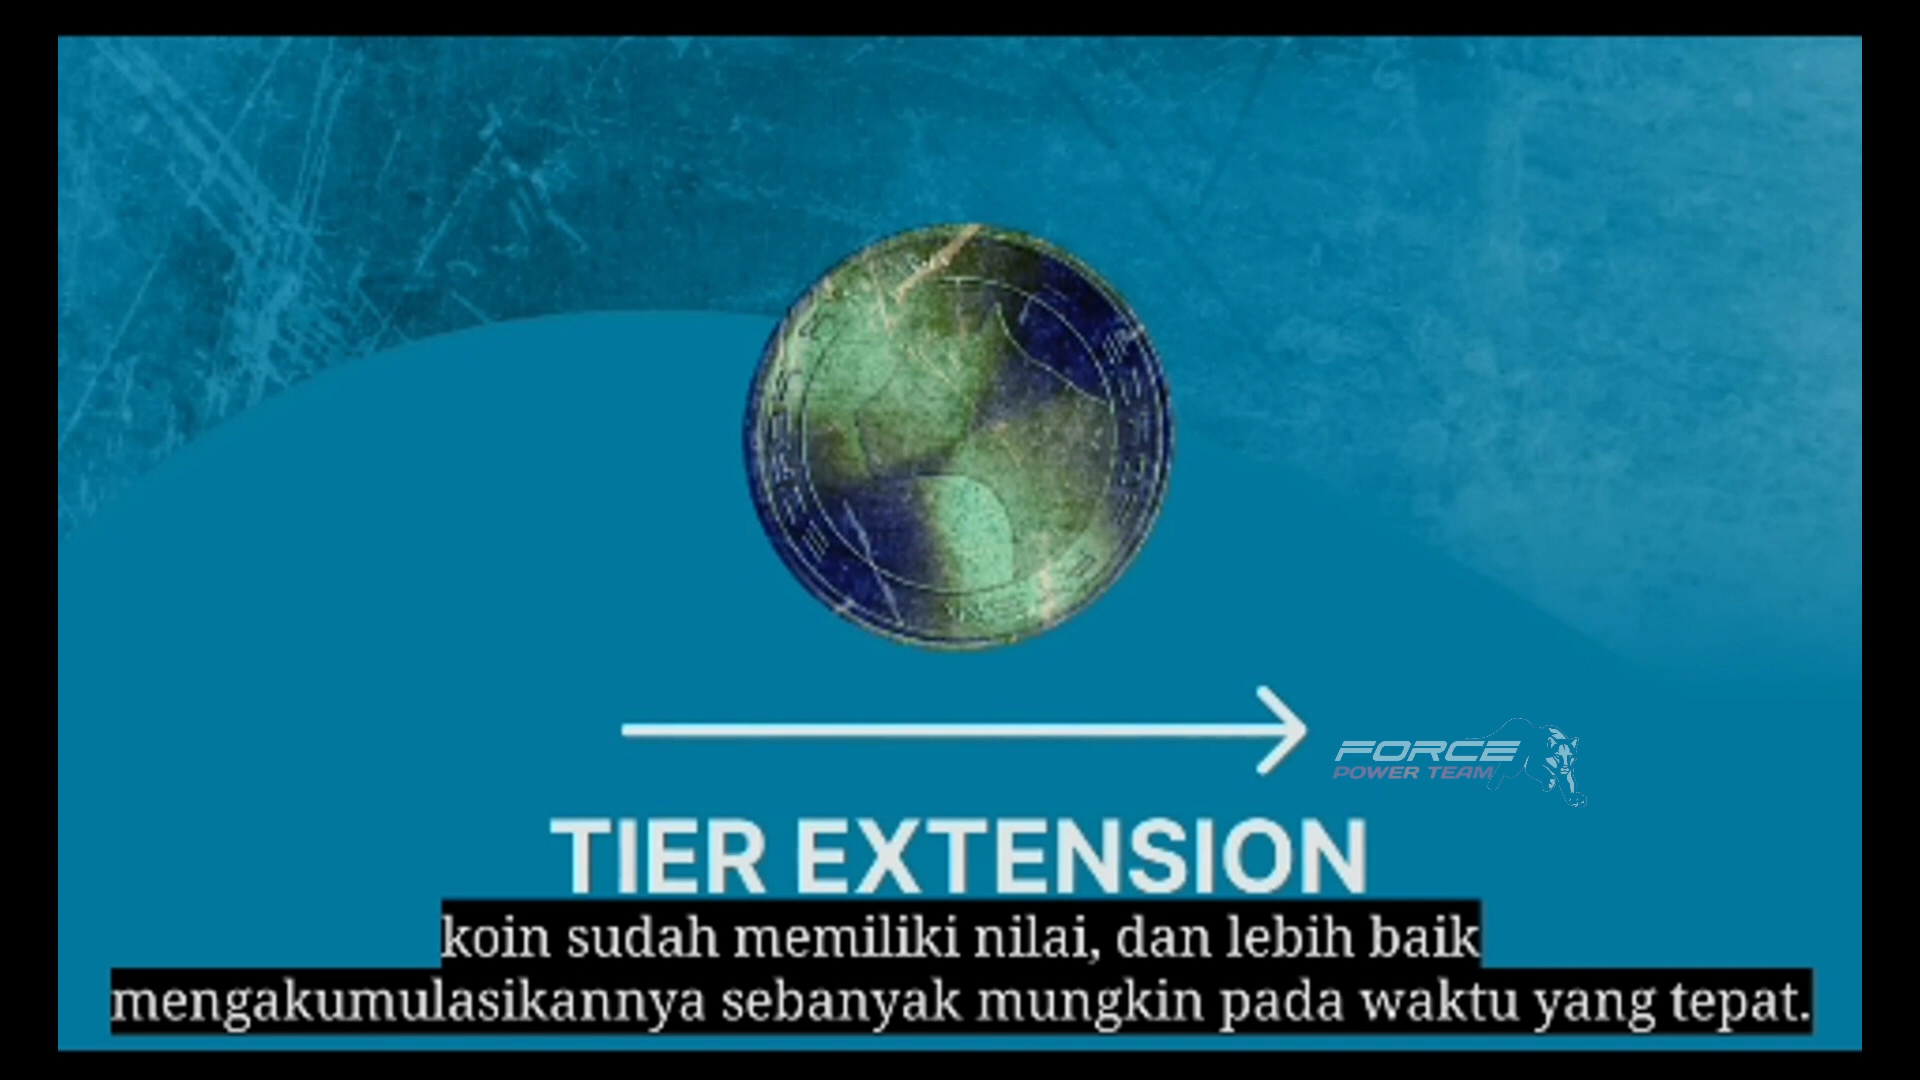 FORCE
POWER TEAM
TIER EXTENSION
koin sudah memiliki nilai, dan lebih baik
mengakumulasikannya sebanyak mungkin pada waktu yang tepat.